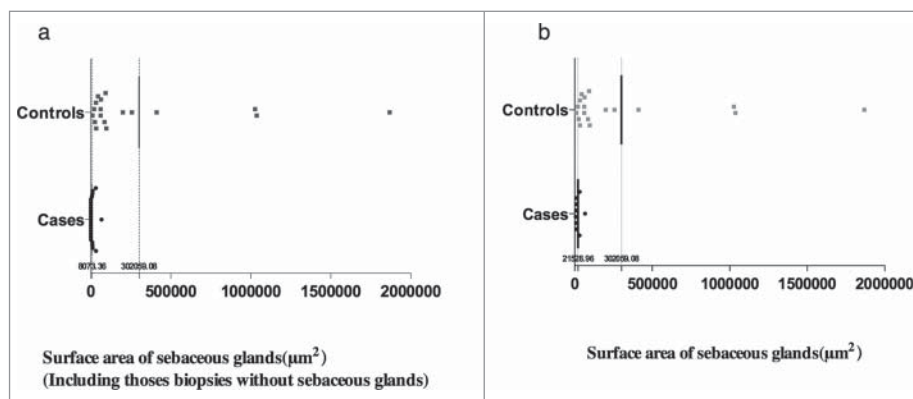 a
Controls
Cases
8073.36 302059.08
0 500000 1000000 1500000 2000000
Surface area of sebaceous glands(μm²)
(Including thoses biopsies without sebaceous glands)
b
Controls
Cases
21528.96 302059.08
0 500000 1000000 1500000 2000000
Surface area of sebaceous glands(μm²)